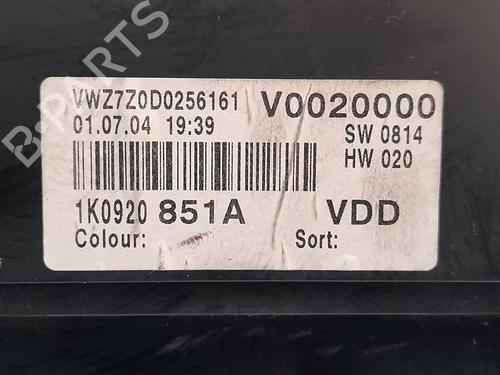 B-PARTS
VWZ7Z0D0256161 V0020000
01.07.04 19:39 SW 0814
HW 020
1K0920 851A VDD
Colour: Sort: